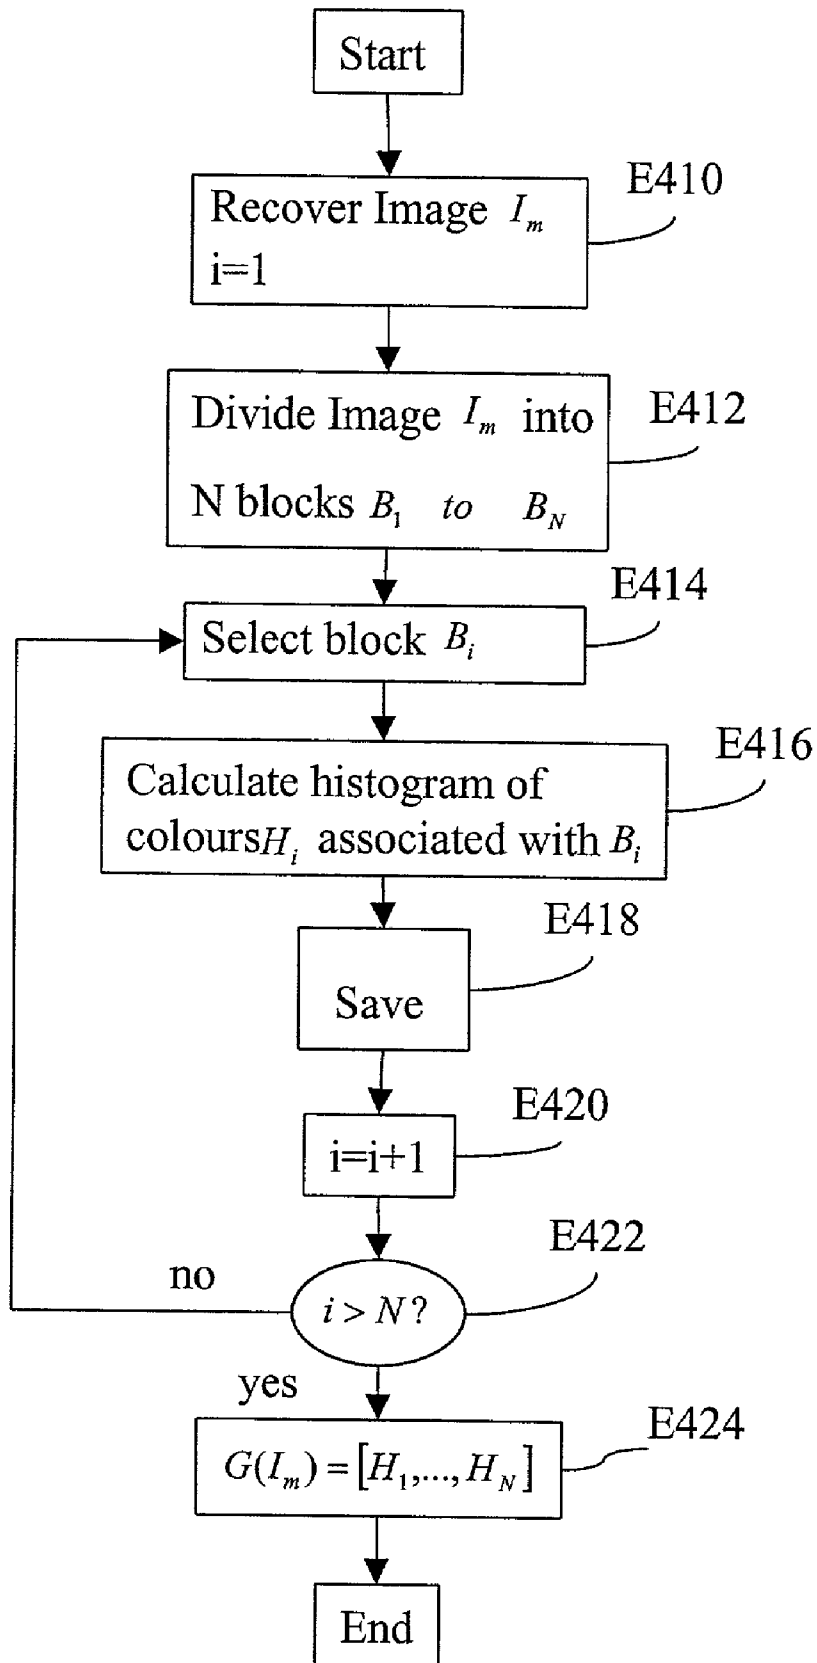 Start
E410
Recover Image I_m
i=1
E412
Divide Image I_m into
N blocks B_1 to B_N
E414
Select block B_i
E416
Calculate histogram of
colours H_i associated with B_i
E418
Save
E420
i=i+1
E422
no
i > N?
yes
E424
G(I_m) = [H_1,..., H_N]
End